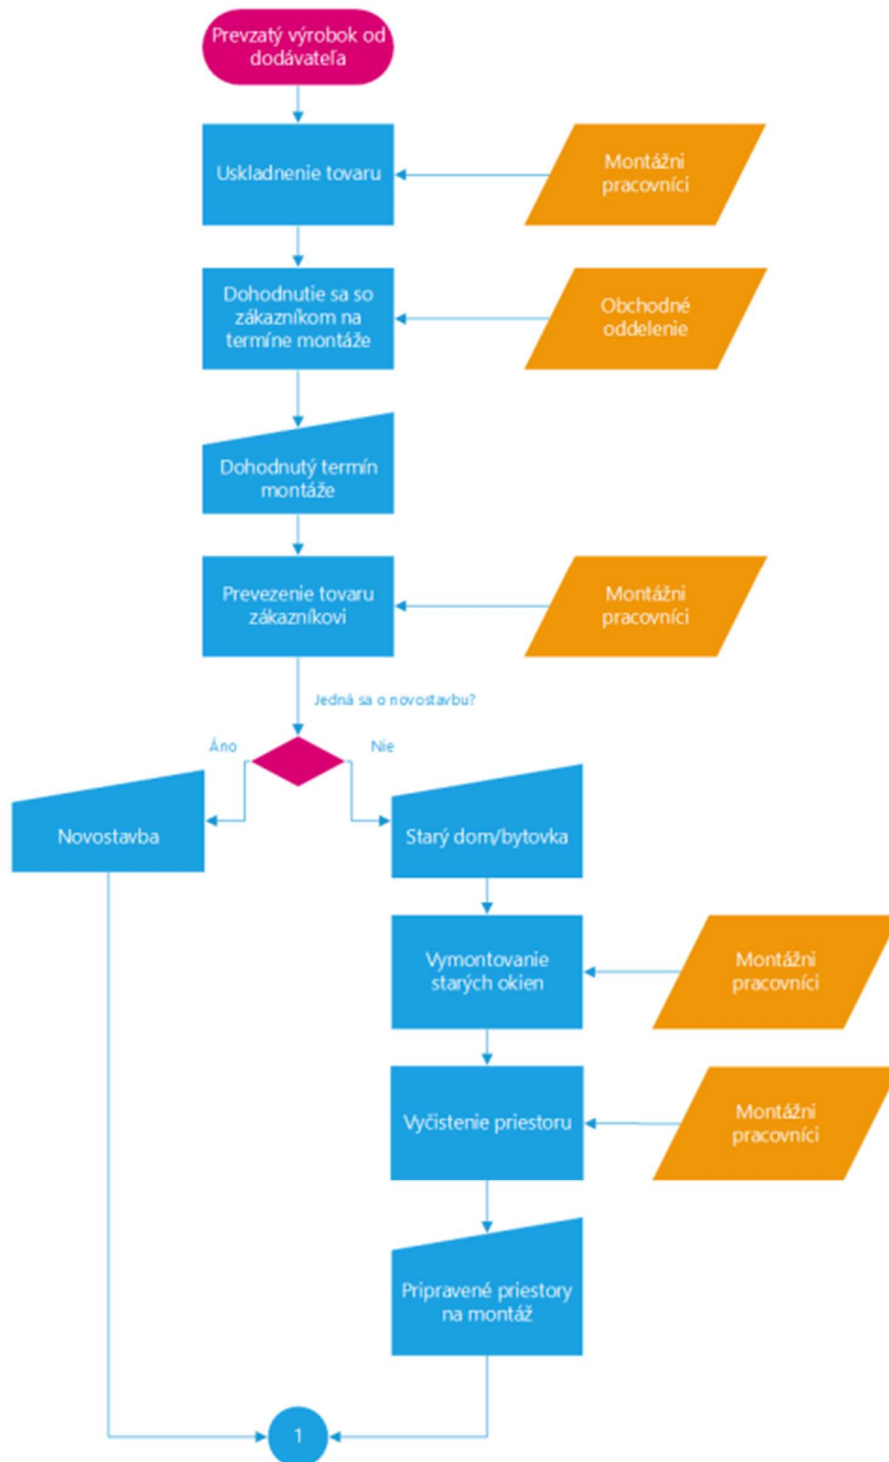 Prevzatý výrobok od
dodávateľa
Uskladnenie tovaru
Montážni
pracovníci
Dohodnutie sa so
zákazníkom na
termíne montáže
Obchodné
oddelenie
Dohodnutý termín
montáže
Prevezenie tovaru
zákazníkovi
Montážni
pracovníci
Jedná sa o novostavbu?
Áno
Nie
Novostavba
Starý dom/bytovka
Vymontovanie
starých okien
Montážni
pracovníci
Vyčistenie priestoru
Montážni
pracovníci
Pripravené priestory
na montáž
1